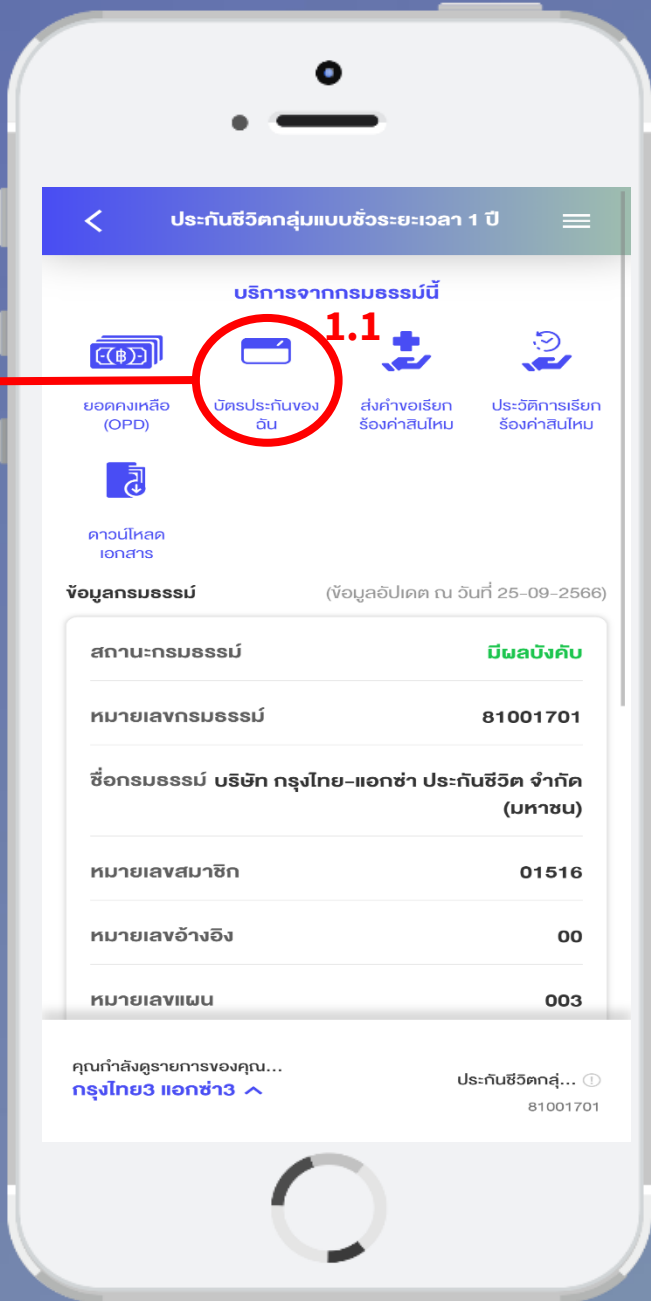 ประกันชีวิตกลุ่มแบบชั่วระยะเวลา 1 ปี
บริการจากกรมธรรม์นี้
1.1
ยอดคงเหลือ
(OPD)
บัตรประกันของ
ฉัน
ส่งคำขอเรียก
ร้องค่าสินไหม
ประวัติการเรียก
ร้องค่าสินไหม
ดาวน์โหลด
เอกสาร
ข้อมูลกรมธรรม์ (ข้อมูลอัปเดต ณ วันที่ 25-09-2566)
สถานะกรมธรรม์ มีผลบังคับ
หมายเลขกรมธรรม์ 81001701
ชื่อกรมธรรม์ บริษัท กรุงไทย-แอกซ่า ประกันชีวิต จำกัด
(มหาชน)
หมายเลขสมาชิก 01516
หมายเลขอ้างอิง 00
หมายเลขแผน 003
คุณกำลังดูรายการของคุณ...
กรุงไทย3 แอกซ่า3
ประกันชีวิตกลุ่...
81001701